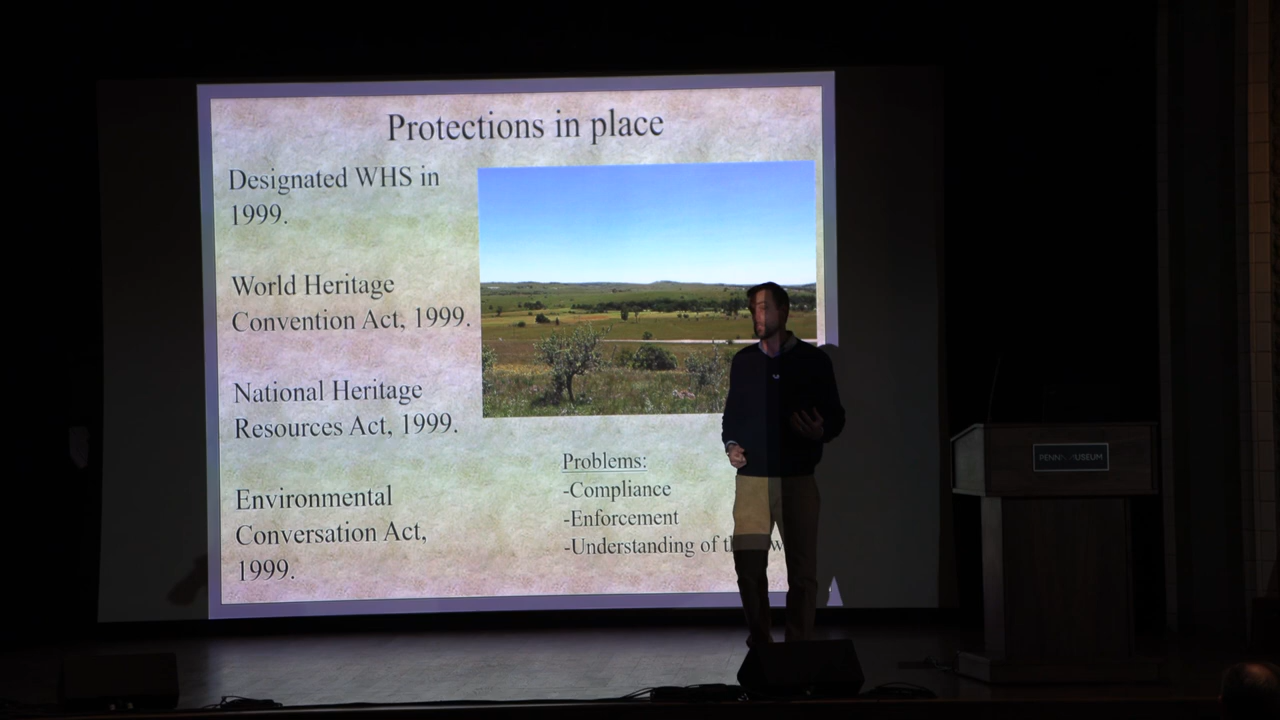 Protections in place
Designated WHS in
1999.
World Heritage
Convention Act, 1999.
National Heritage
Resources Act, 1999.
Environmental
Conversation Act,
1999.
Problems:
-Compliance
-Enforcement
-Understanding of
PENN MUSEUM